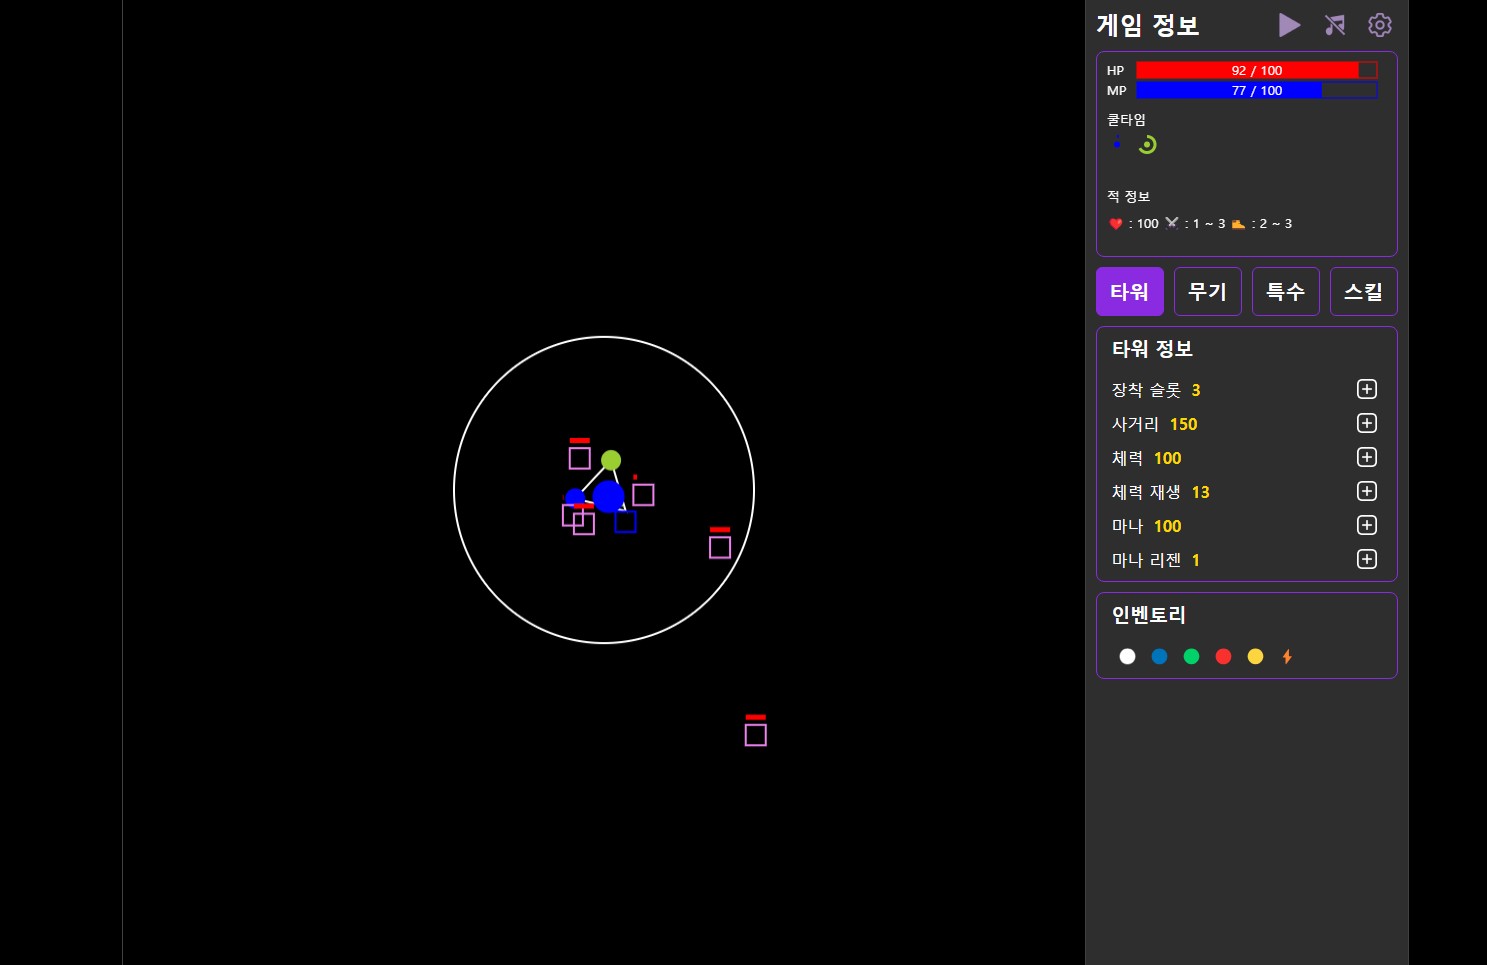 게임 정보
HP 92 / 100
MP 77 / 100
쿨타임
적 정보
: 100 : 1 ~ 3 : 2 ~ 3
타워 무기 특수 스킬
타워 정보
장착 슬롯 3
사거리 150
체력 100
체력 재생 13
마나 100
마나 리젠 1
인벤토리